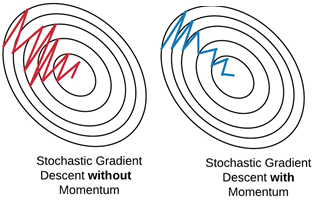 Stochastic Gradient
Descent without
Momentum
Stochastic Gradient
Descent with
Momentum